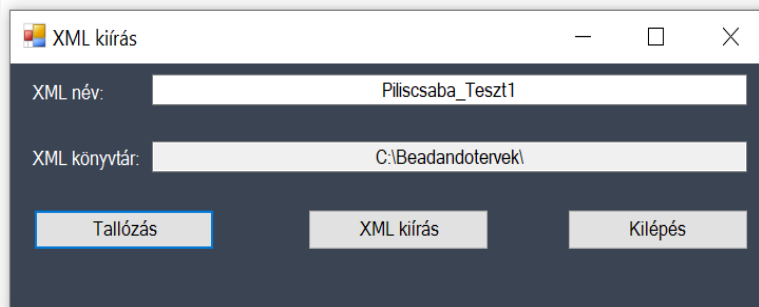 XML kiírás
XML név: Piliscsaba_Teszt1
XML könyvtár: C:\Beadandotervek\
Tallózás XML kiírás Kilépés